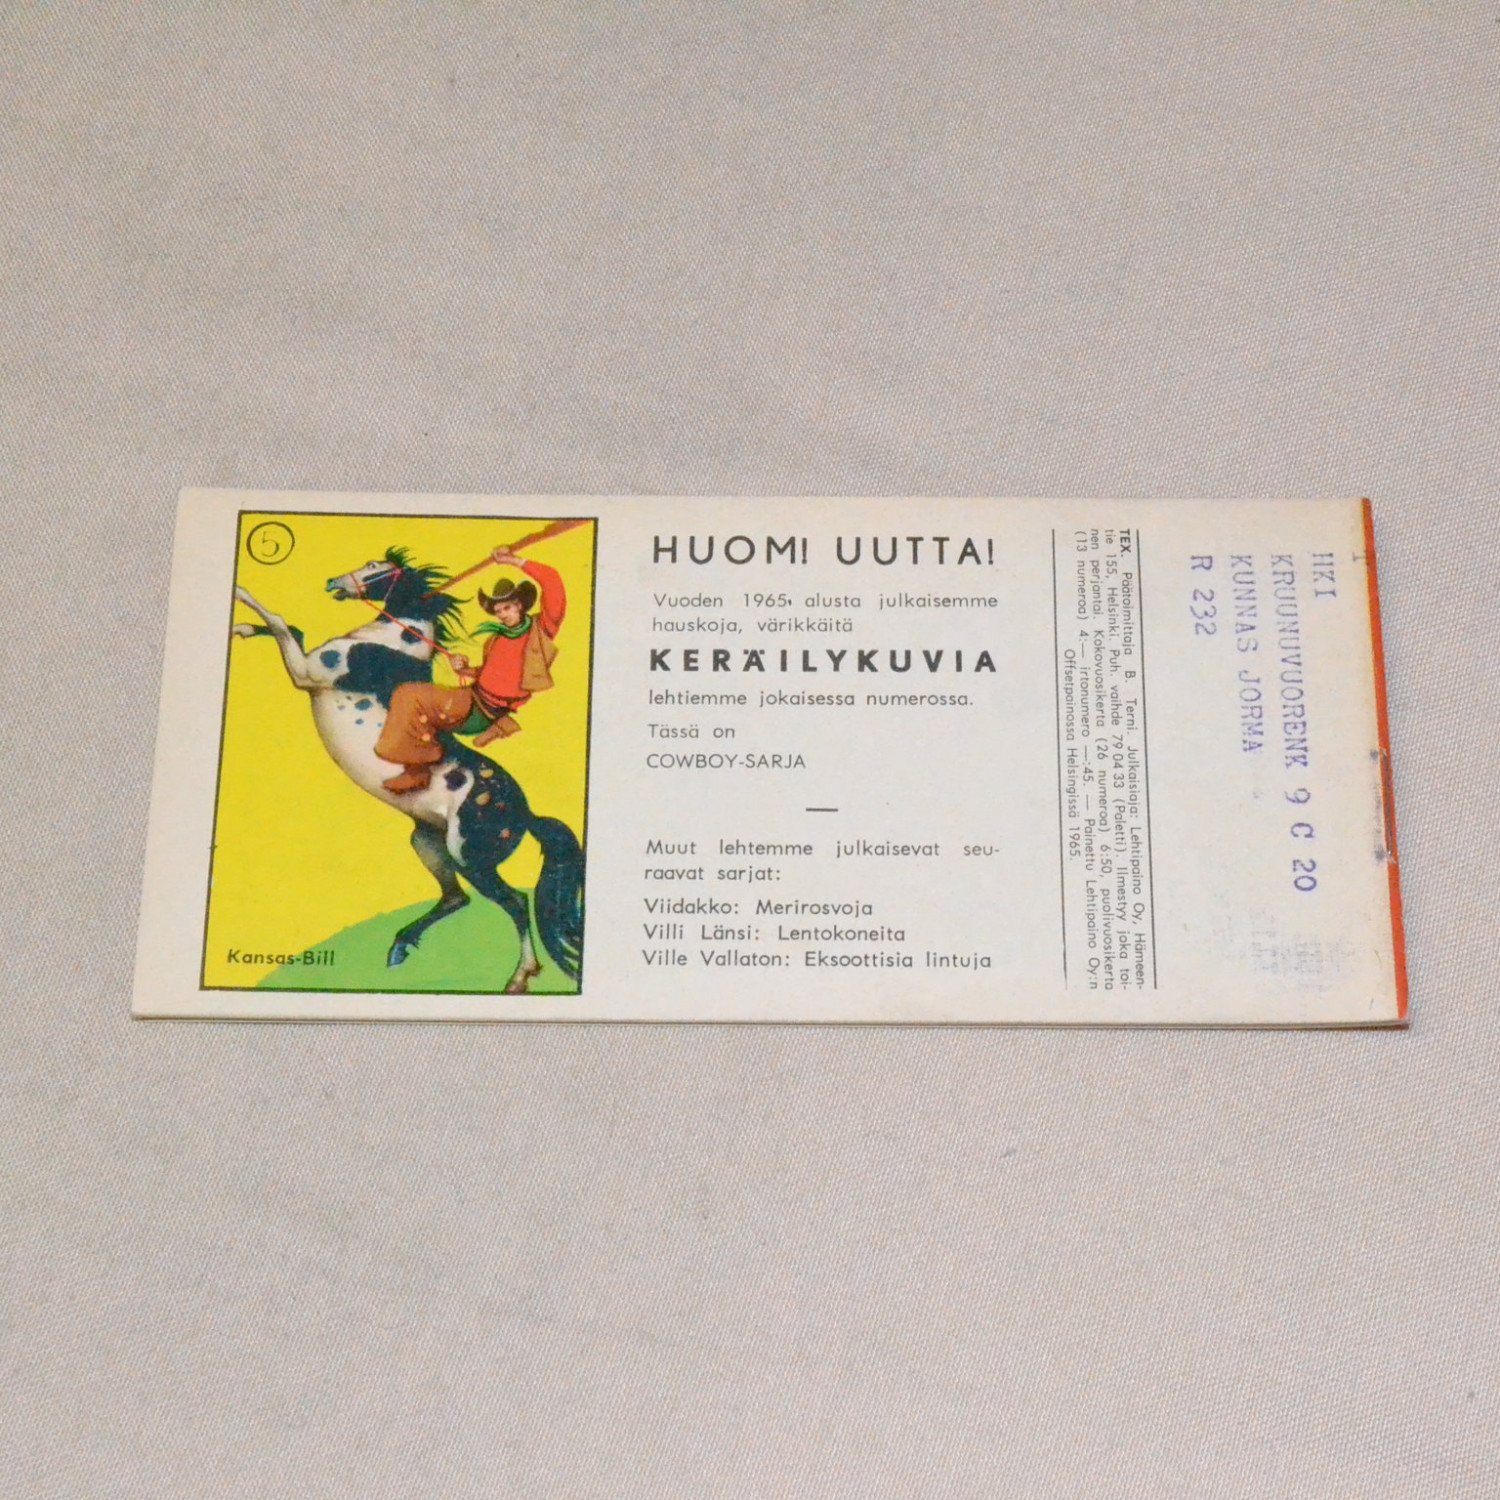 5
Kansas-Bill
HUOM! UUTTA!
Vuoden 1965 alusta julkaisemme
hauskoja, värikkäitä
KERÄILYKUVIA
lehtiemme jokaisessa numerossa.
Tässä on
COWBOY-SARJA
—
Muut lehtemme julkaisevat seu-
raavat sarjat:
Viidakko: Merirosvoja
Villi Länsi: Lentokoneita
Ville Vallaton: Eksoottisia lintuja
TEX. Päätoimittaja B. Terni. Julkaisija: Lehtipaino Oy, Hämeen-
tie 155, Helsinki. Puh. vaihde 79 04 33 (Paletti). Ilmestyy joka toi-
nen perjantai. Kokovuosikerta (26 numeroa) 6:50, puolivuosikerta
(13 numeroa) 4:— irtonumero —:45. — Painettu Lehtipaino Oy:n
Offsetpainossa Helsingissä 1965.
HKI
KRUUNUVUORENK 9 C 20
KUNNAS JORMA
R 232